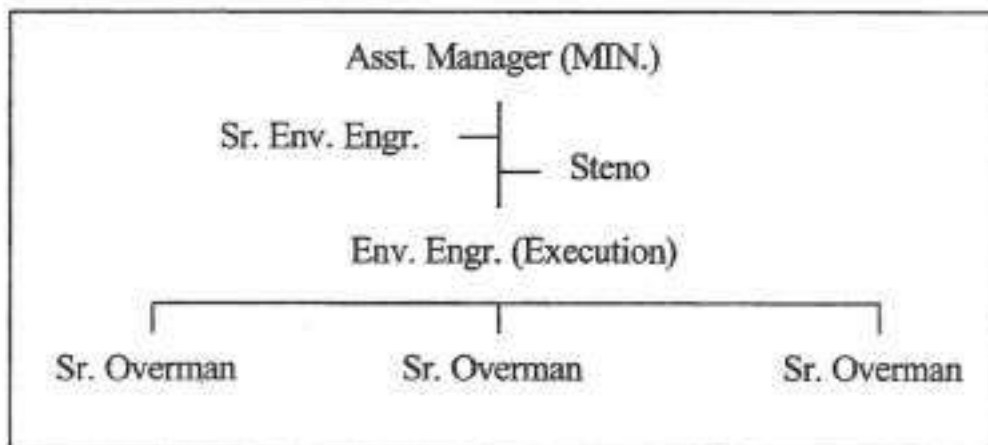 Asst. Manager (MIN.)
Sr. Env. Engr.
Steno
Env. Engr. (Execution)
Sr. Overman Sr. Overman Sr. Overman